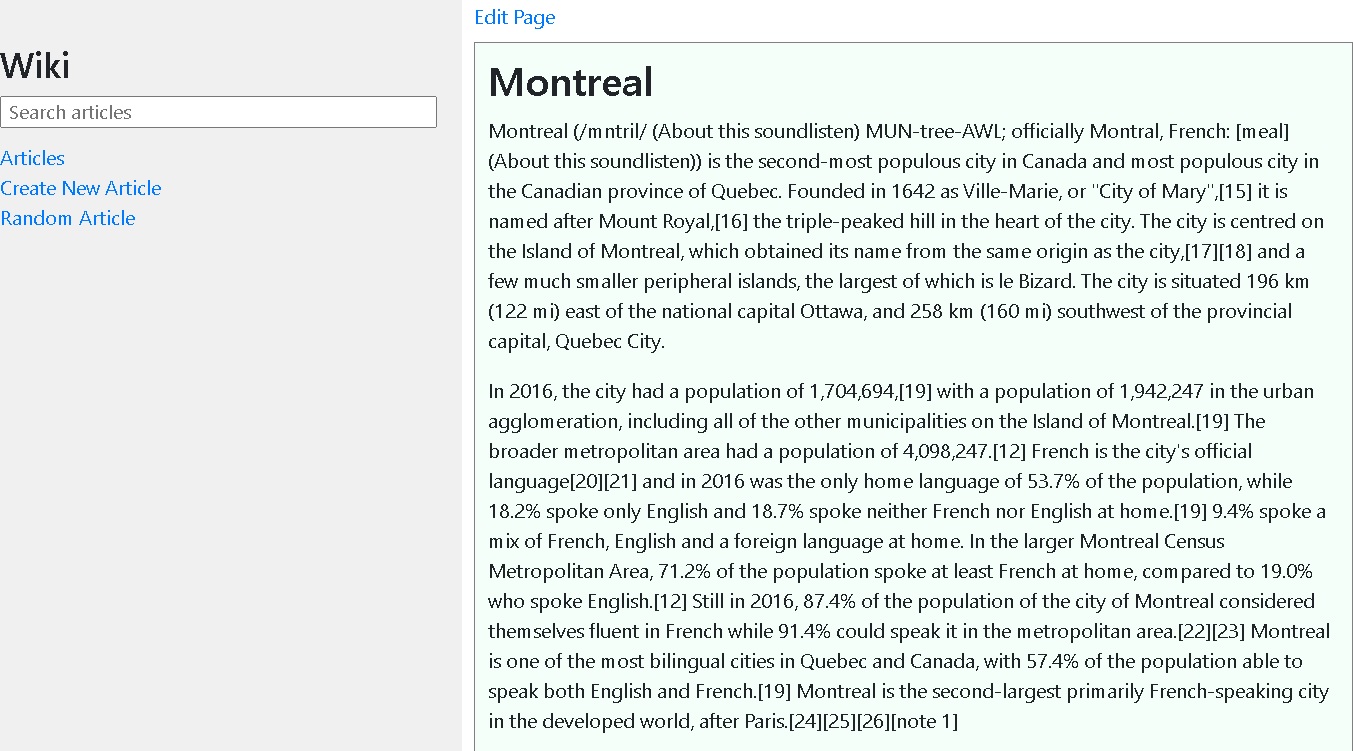 Wiki
Search articles
Articles
Create New Article
Random Article
Edit Page
Montreal
Montreal (/mntril/ (About this soundlisten) MUN-tree-AWL; officially Montral, French: [meal]
(About this soundlisten)) is the second-most populous city in Canada and most populous city in
the Canadian province of Quebec. Founded in 1642 as Ville-Marie, or "City of Mary",[15] it is
named after Mount Royal,[16] the triple-peaked hill in the heart of the city. The city is centred on
the Island of Montreal, which obtained its name from the same origin as the city,[17][18] and a
few much smaller peripheral islands, the largest of which is le Bizard. The city is situated 196 km
(122 mi) east of the national capital Ottawa, and 258 km (160 mi) southwest of the provincial
capital, Quebec City.
In 2016, the city had a population of 1,704,694,[19] with a population of 1,942,247 in the urban
agglomeration, including all of the other municipalities on the Island of Montreal.[19] The
broader metropolitan area had a population of 4,098,247.[12] French is the city's official
language[20][21] and in 2016 was the only home language of 53.7% of the population, while
18.2% spoke only English and 18.7% spoke neither French nor English at home.[19] 9.4% spoke a
mix of French, English and a foreign language at home. In the larger Montreal Census
Metropolitan Area, 71.2% of the population spoke at least French at home, compared to 19.0%
who spoke English.[12] Still in 2016, 87.4% of the population of the city of Montreal considered
themselves fluent in French while 91.4% could speak it in the metropolitan area.[22][23] Montreal
is one of the most bilingual cities in Quebec and Canada, with 57.4% of the population able to
speak both English and French.[19] Montreal is the second-largest primarily French-speaking city
in the developed world, after Paris.[24][25][26][note 1]